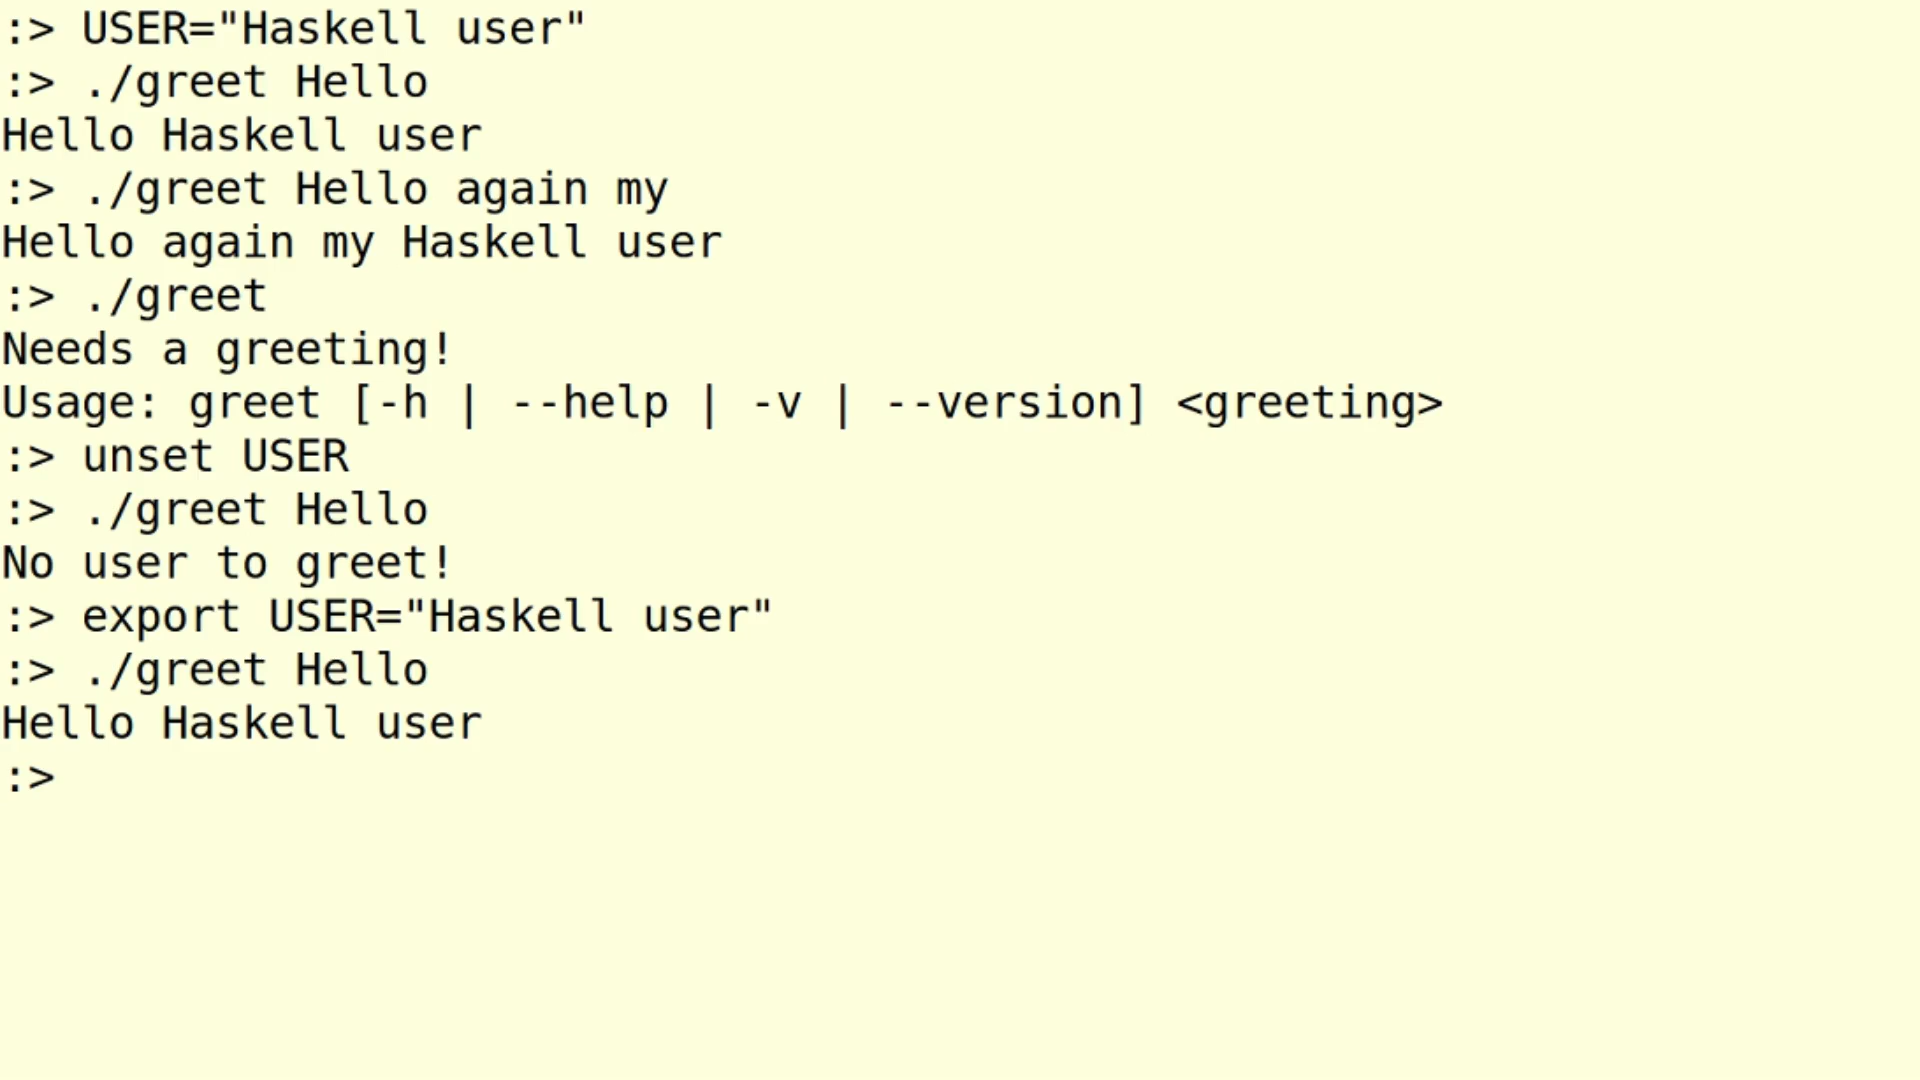 :> USER="Haskell user"
:> ./greet Hello
Hello Haskell user
:> ./greet Hello again my
Hello again my Haskell user
:> ./greet
Needs a greeting!
Usage: greet [-h | --help | -v | --version] <greeting>
:> unset USER
:> ./greet Hello
No user to greet!
:> export USER="Haskell user"
:> ./greet Hello
Hello Haskell user
:>